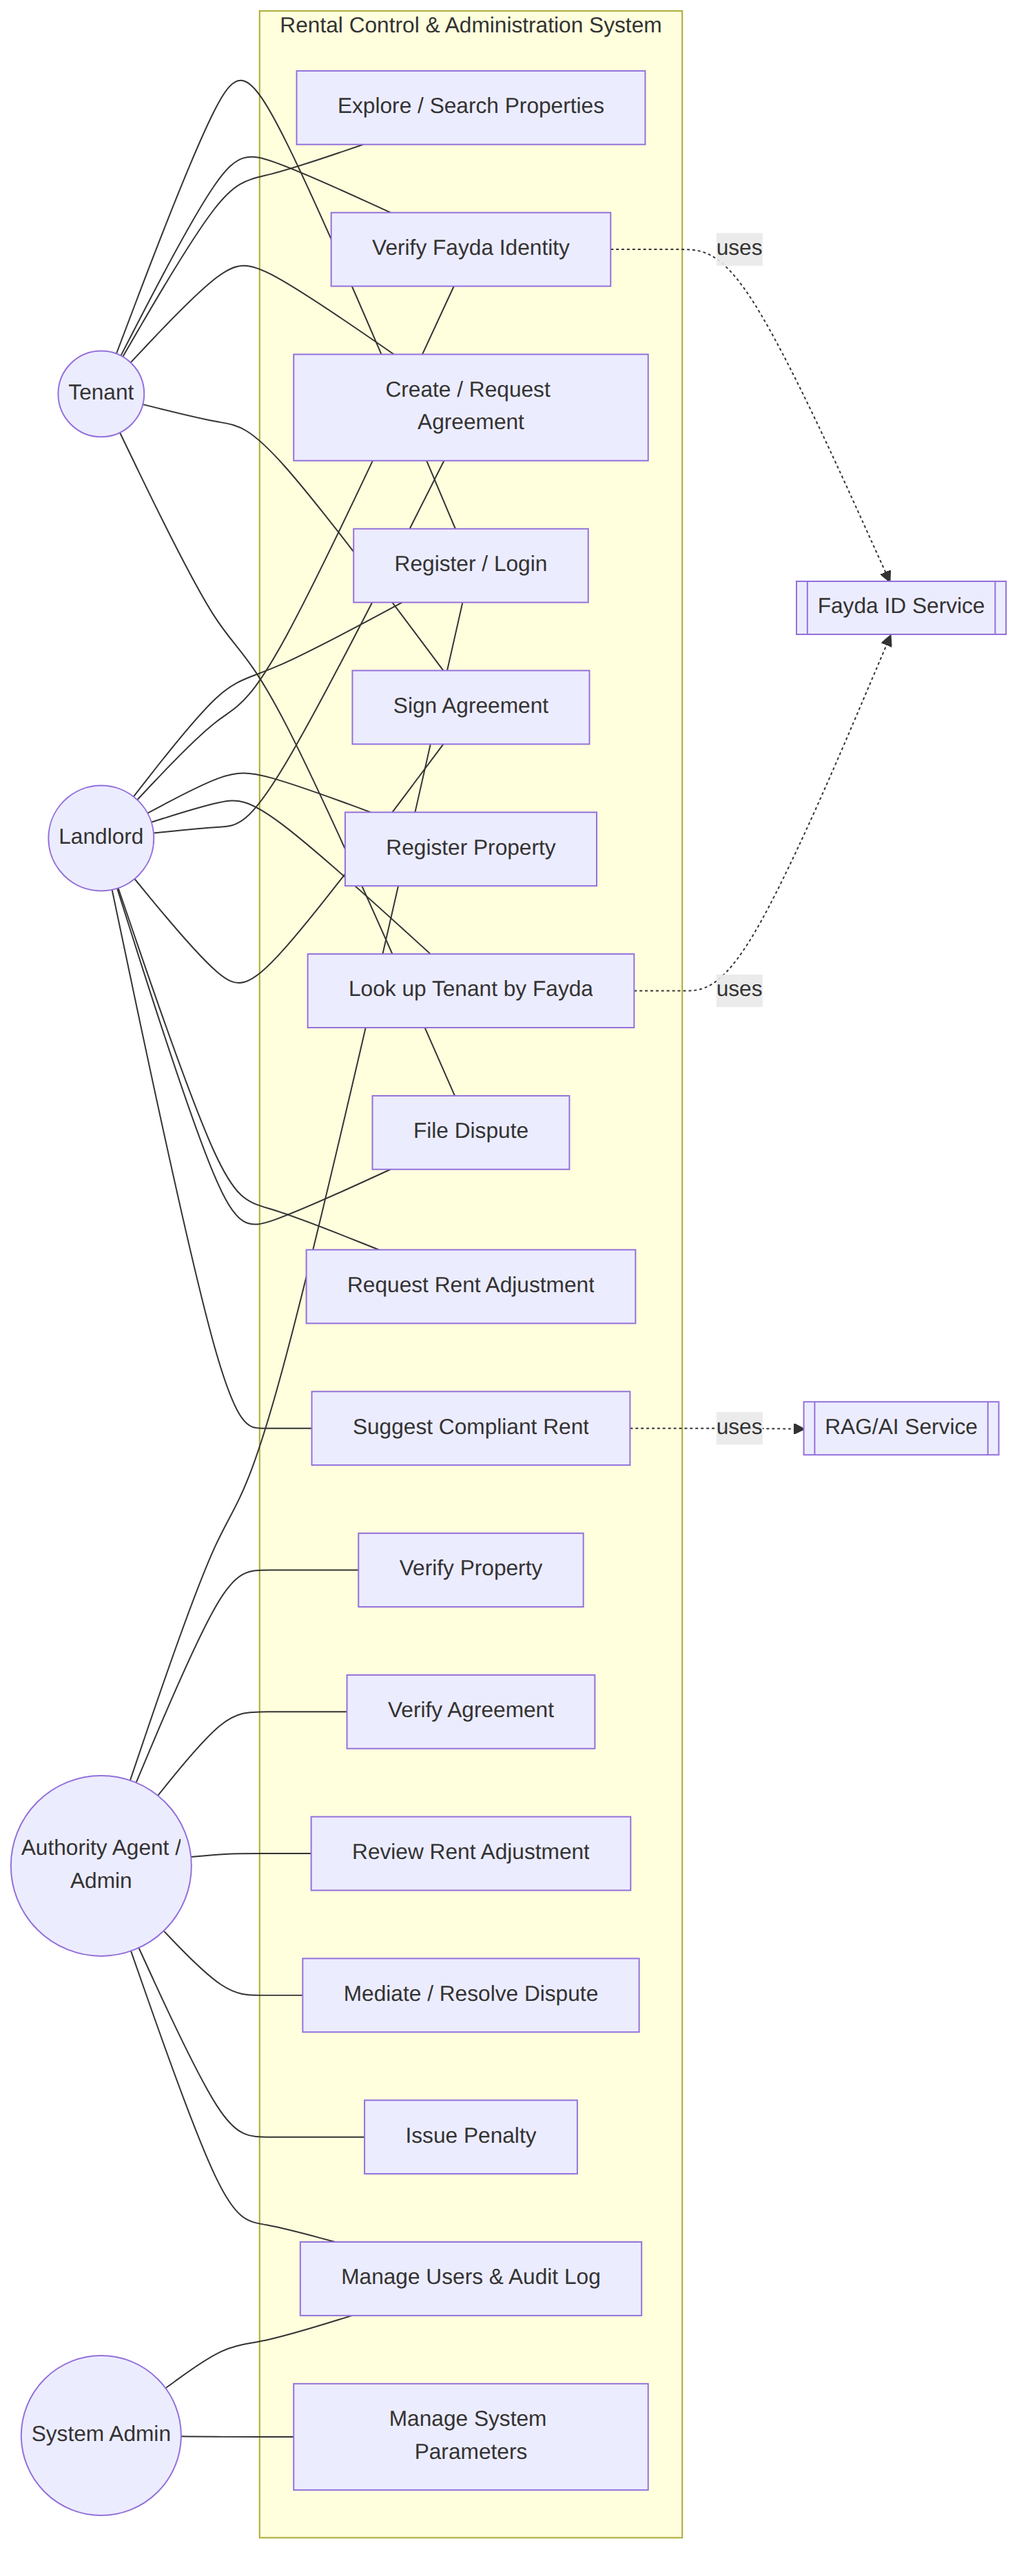 Rental Control & Administration System
Explore / Search Properties
Verify Fayda Identity
uses
Tenant
Create / Request
Agreement
Register / Login
Fayda ID Service
Sign Agreement
Landlord
Register Property
Look up Tenant by Fayda
uses
File Dispute
Request Rent Adjustment
Suggest Compliant Rent
uses
RAG/AI Service
Verify Property
Verify Agreement
Authority Agent /
Admin
Review Rent Adjustment
Mediate / Resolve Dispute
Issue Penalty
Manage Users & Audit Log
System Admin
Manage System
Parameters